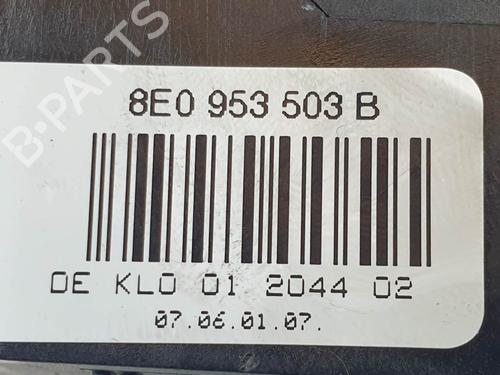 8E0 953 503 B
DE KLO 01 2044 02
07.06.01.07.
B-PARTS